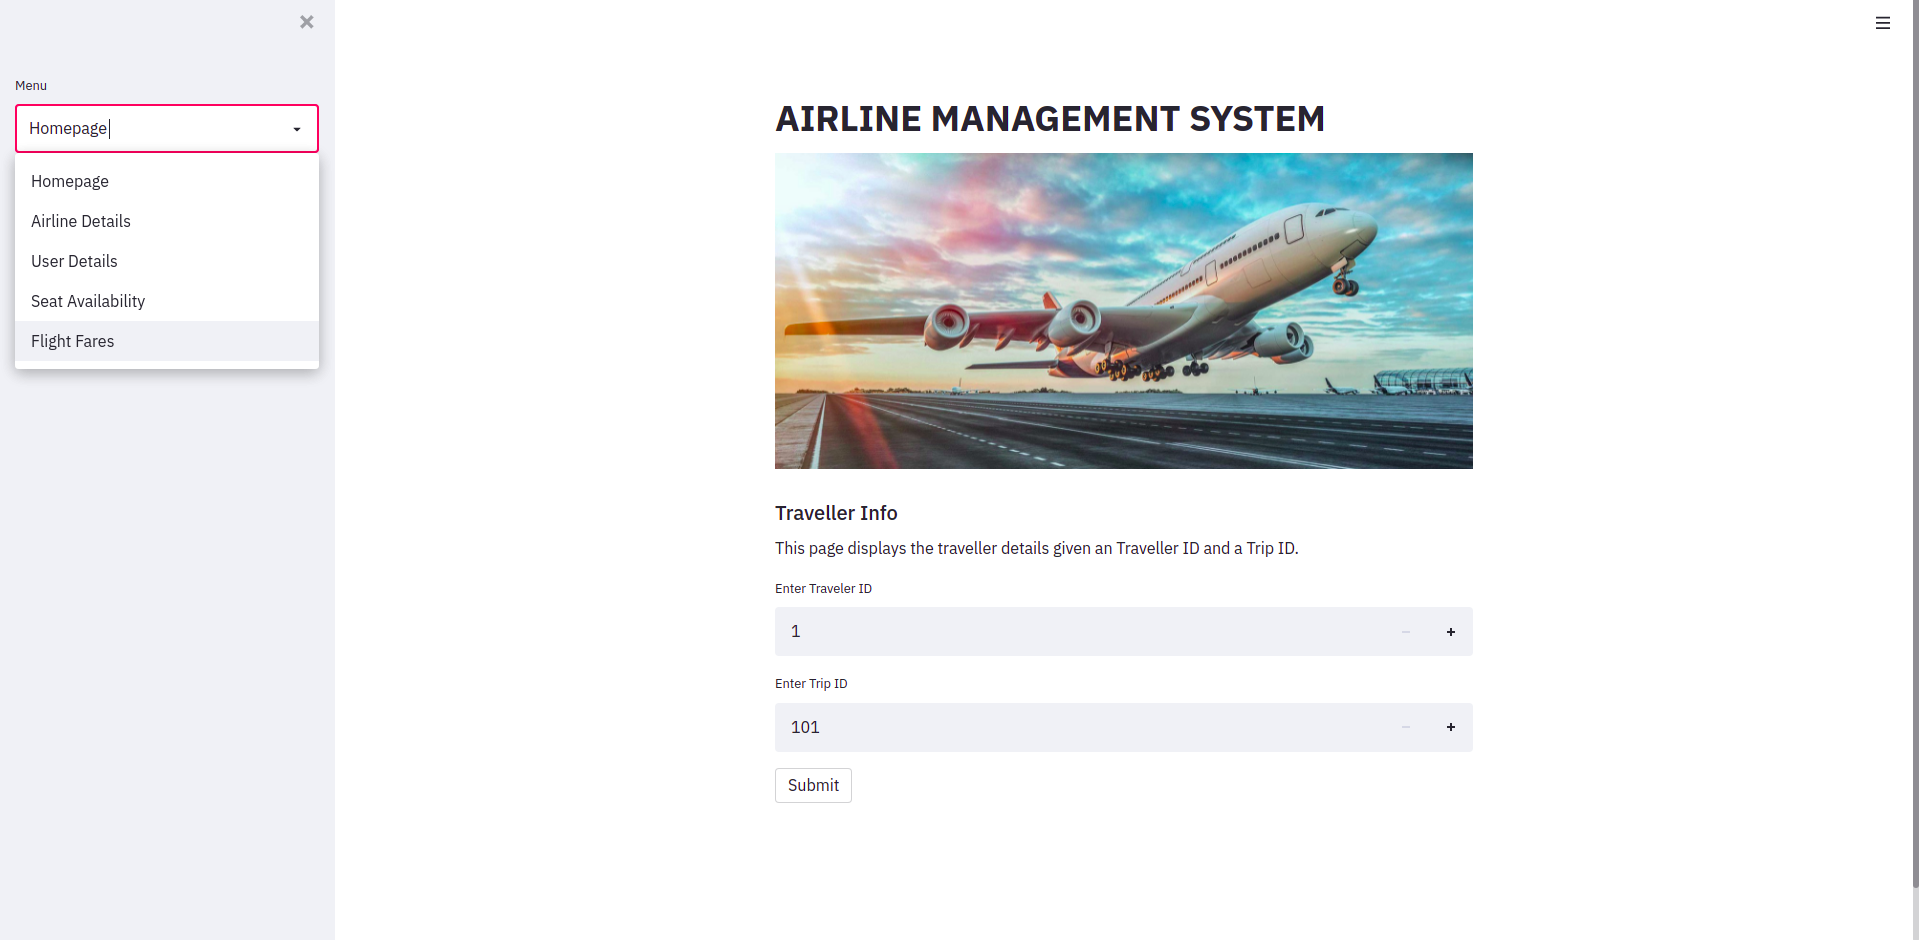 Menu
Homepage
Homepage
Airline Details
User Details
Seat Availability
Flight Fares
AIRLINE MANAGEMENT SYSTEM
Traveller Info
This page displays the traveller details given an Traveller ID and a Trip ID.
Enter Traveler ID
1
Enter Trip ID
101
Submit